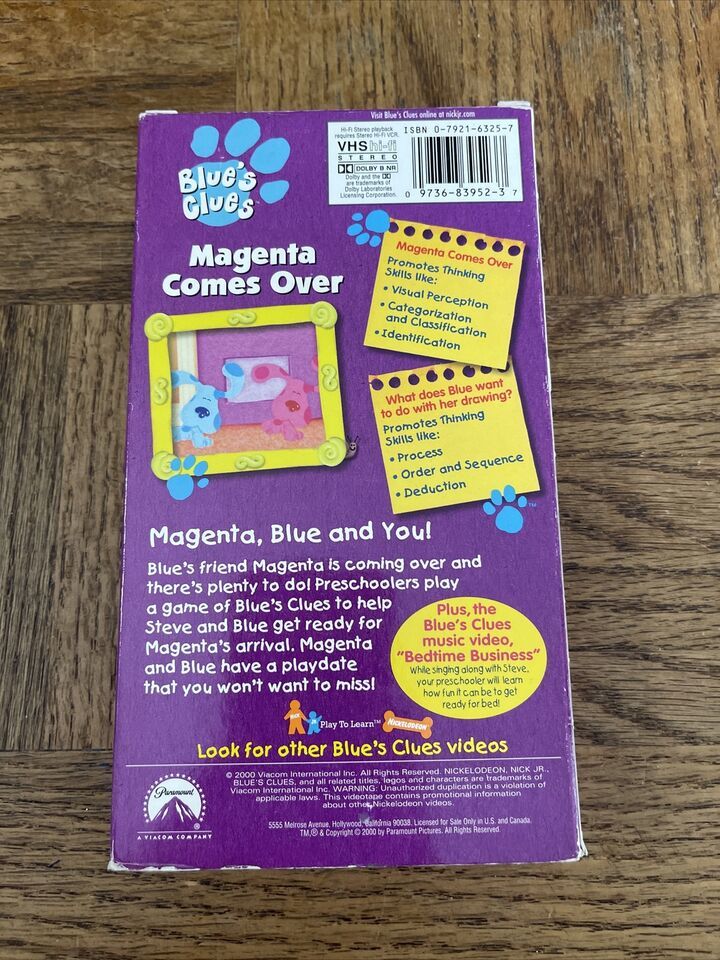 Visit Blue's Clues online at nickjr.com
Hi-Fi Stereo playback
requires Stereo Hi-Fi VCR.
VHS hi-fi
STEREO
DOLBY B NR
Dolby and the
are trademarks of
Dolby Laboratories
Licensing Corporation.
ISBN 0-7921-6325-7
0 9736-83952-3 7
Blue's
Clues
Magenta
Comes Over
Magenta Comes Over
Promotes Thinking
Skills like:
• Visual Perception
• Categorization
and Classification
• Identification
What does Blue want
to do with her drawing?
Promotes Thinking
Skills like:
• Process
• Order and Sequence
• Deduction
TM
Magenta, Blue and You!
Blue's friend Magenta is coming over and
there's plenty to do! Preschoolers play
a game of Blue's Clues to help
Steve and Blue get ready for
Magenta's arrival. Magenta
and Blue have a playdate
that you won't want to miss!
Plus, the
Blue's Clues
music video,
"Bedtime Business"
While singing along with Steve,
your preschooler will learn
how fun it can be to get
ready for bed!
NICK JR Play To Learn™ NICKELODEON
Look for other Blue's Clues videos
© 2000 Viacom International Inc. All Rights Reserved. NICKELODEON, NICK JR.,
BLUE'S CLUES, and all related titles, logos and characters are trademarks of
Viacom International Inc. WARNING: Unauthorized duplication is a violation of
applicable laws. This videotape contains promotional information
about other Nickelodeon videos.
Paramount
®
A VIACOM COMPANY
5555 Melrose Avenue, Hollywood, California 90038. Licensed for Sale Only in U.S. and Canada.
TM,® & Copyright © 2000 by Paramount Pictures. All Rights Reserved.